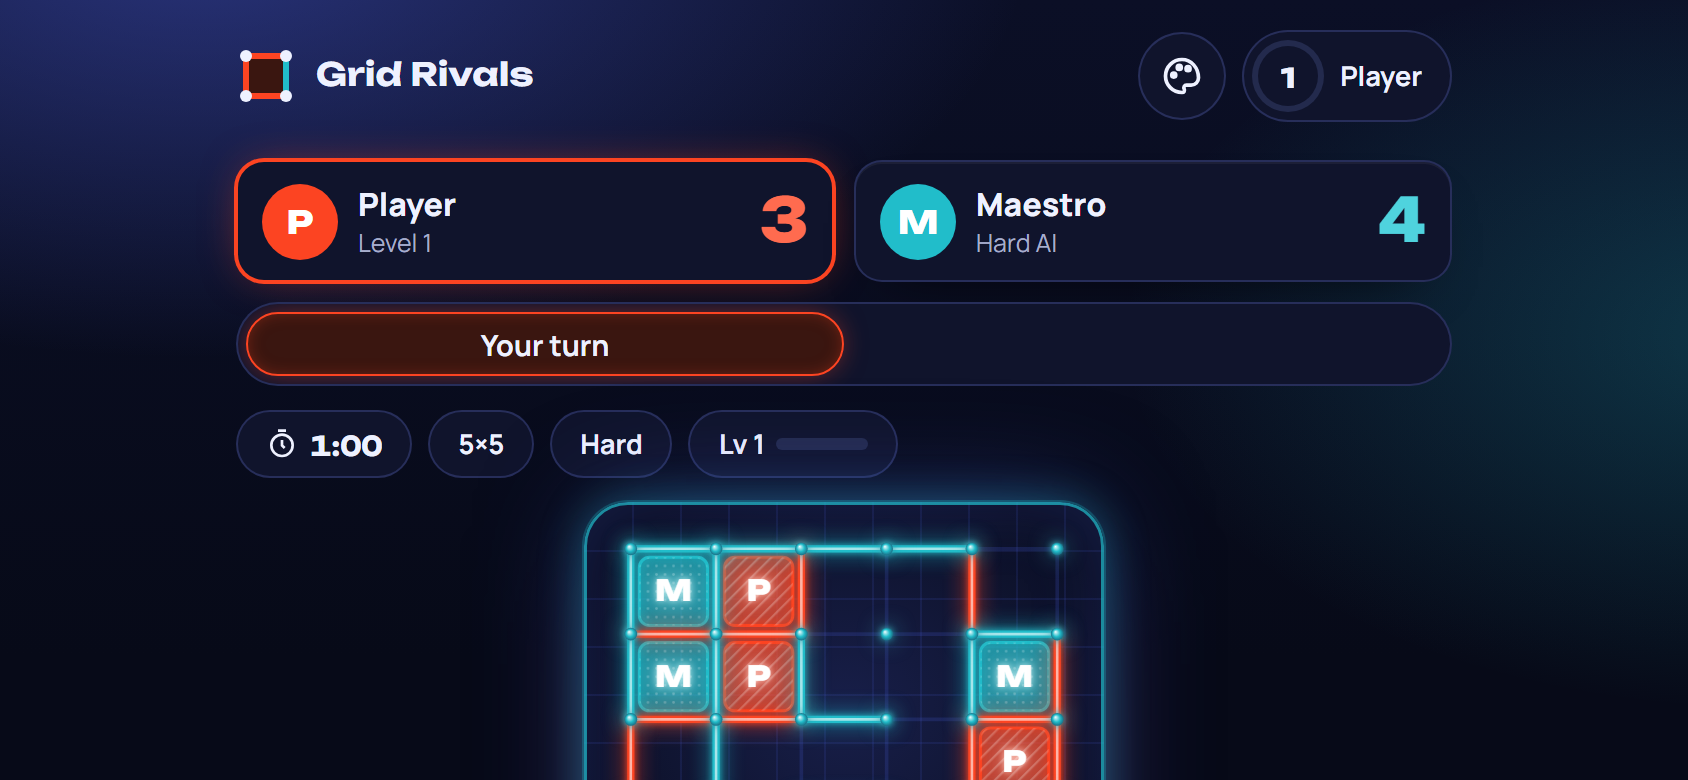 Grid Rivals
1 Player
P Player 3
Level 1
M Maestro 4
Hard AI
Your turn
1:00 5×5 Hard Lv 1
M P
M P M
P